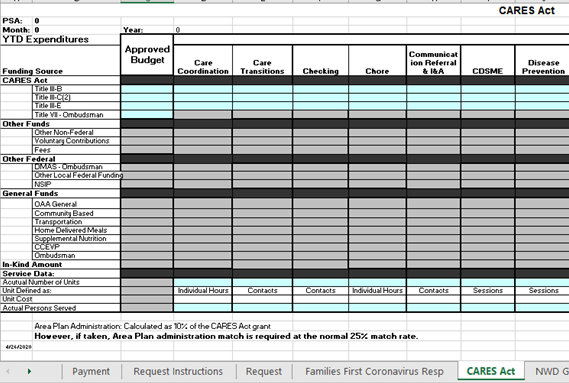 CARES Act
PSA: 0
Month: 0 Year: 0
YTD Expenditures
Funding Source Approved Budget Care Coordination Care Transitions Checking Chore Communicat ion Referral & I&A CDSME Disease Prevention
CARES Act
Title III-B
Title III-C(2)
Title III-E
Title VII - Ombudsman
Other Funds
Other Non-Federal
Voluntary Contributions
Fees
Other Federal
DMAS - Ombudsman
Other Local Federal Funding
NSIP
General Funds
OAA General
Community Based
Transportation
Home Delivered Meals
Supplemental Nutrition
CCEVP
Ombudsman
In-Kind Amount
Service Data:
Acutual Number of Units
Unit Defined as: Individual Hours Contacts Contacts Individual Hours Contacts Sessions Sessions
Unit Cost
Actual Persons Served
Area Plan Administration: Calculated as 10% of the CARES Act grant
However, if taken, Area Plan administration match is required at the normal 25% match rate.
4/26/2020
Payment Request Instructions Request Families First Coronavirus Resp CARES Act NWD G